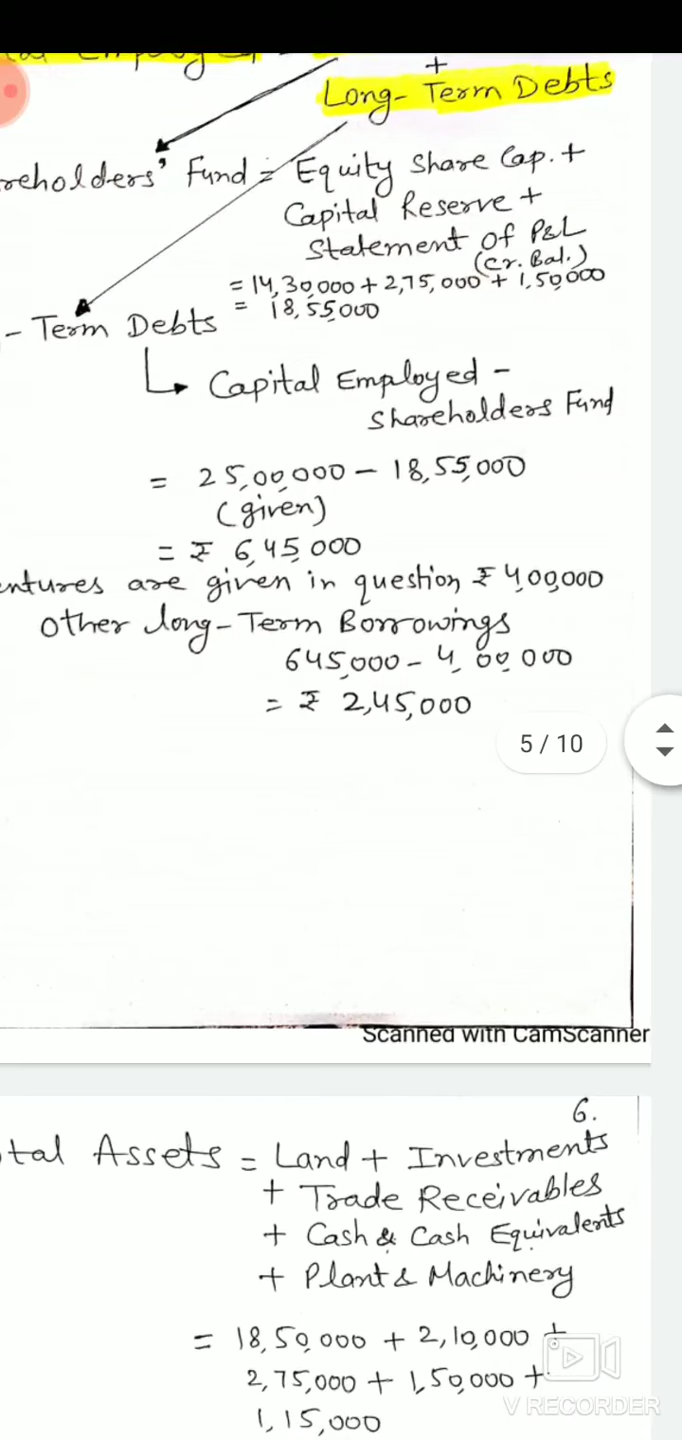 Long-Term Debts
+
reholders' Fund = Equity Share Cap. +
Capital Reserve +
Statement of P&L
(Cr. Bal.)
= 14,30,000 + 2,75,000 + 1,50,000
= 18,55,000
- Term Debts
↳ Capital Employed -
Shareholders Fund
= 25,00,000 - 18,55,000
(given)
= ₹ 6,45,000
entures are given in question ₹ 4,00,000
Other long-Term Borrowings
645,000 - 4,00,000
= ₹ 2,45,000
5 / 10
Scanned with CamScanner
6.
tal Assets = Land + Investments
+ Trade Receivables
+ Cash & Cash Equivalents
+ Plant & Machinery
= 18,50,000 + 2,10,000 +
2,75,000 + 1,50,000 +
1,15,000
V RECORDER